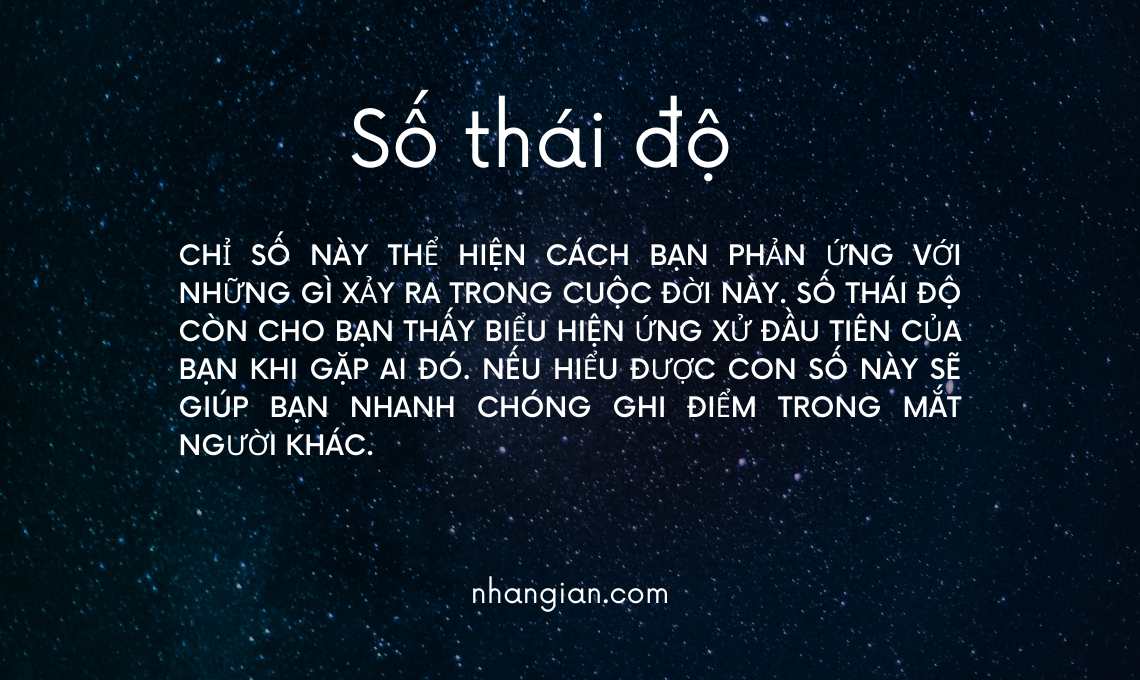 Số thái độ
CHỈ SỐ NÀY THỂ HIỆN CÁCH BẠN PHẢN ỨNG VỚI
NHỮNG GÌ XẢY RA TRONG CUỘC ĐỜI NÀY. SỐ THÁI ĐỘ
CÒN CHO BẠN THẤY BIỂU HIỆN ỨNG XỬ ĐẦU TIÊN CỦA
BẠN KHI GẶP AI ĐÓ. NẾU HIỂU ĐƯỢC CON SỐ NÀY SẼ
GIÚP BẠN NHANH CHÓNG GHI ĐIỂM TRONG MẮT
NGƯỜI KHÁC.
nhangian.com